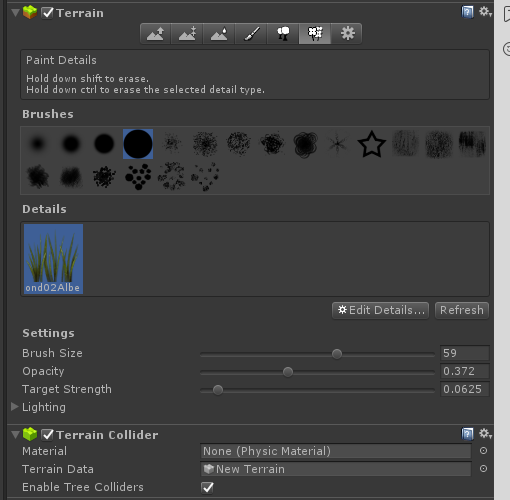 Terrain
Paint Details
Hold down shift to erase.
Hold down ctrl to erase the selected detail type.
Brushes
Details
ond02Albe
Edit Details...
Refresh
Settings
Brush Size 59
Opacity 0.372
Target Strength 0.0625
Lighting
Terrain Collider
Material None (Physic Material)
Terrain Data New Terrain
Enable Tree Colliders